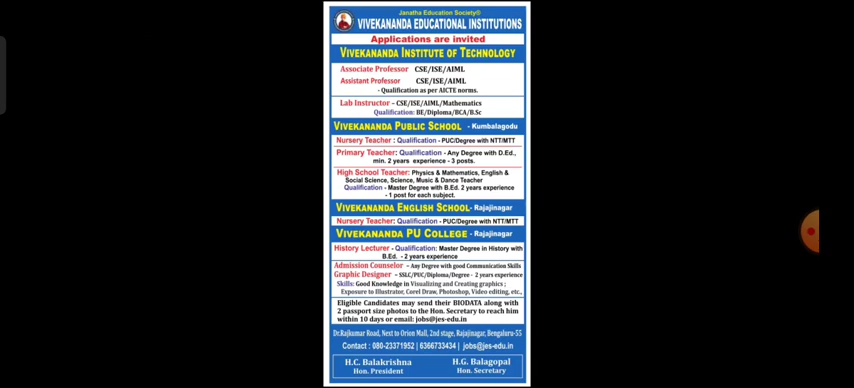 Janatha Education Society®
VIVEKANANDA EDUCATIONAL INSTITUTIONS
Applications are invited
VIVEKANANDA INSTITUTE OF TECHNOLOGY
Associate Professor CSE/ISE/AIML
Assistant Professor CSE/ISE/AIML
- Qualification as per AICTE norms.
Lab Instructor – CSE/ISE/AIML/Mathematics
Qualification: BE/Diploma/BCA/B.Sc
VIVEKANANDA PUBLIC SCHOOL - Kumbalagodu
Nursery Teacher : Qualification - PUC/Degree with NTT/MTT
Primary Teacher: Qualification - Any Degree with D.Ed.,
min. 2 years experience - 3 posts.
High School Teacher: Physics & Mathematics, English &
Social Science, Science, Music & Dance Teacher
Qualification - Master Degree with B.Ed. 2 years experience
- 1 post for each subject.
VIVEKANANDA ENGLISH SCHOOL- Rajajinagar
Nursery Teacher: Qualification - PUC/Degree with NTT/MTT
VIVEKANANDA PU COLLEGE - Rajajinagar
History Lecturer - Qualification: Master Degree in History with
B.Ed. - 2 years experience
Admission Counselor – Any Degree with good Communication Skills
Graphic Designer – SSLC/PUC/Diploma/Degree - 2 years experience
Skills: Good Knowledge in Visualizing and Creating graphics ;
Exposure to Illustrator, Corel Draw, Photoshop, Video editing, etc.,
Eligible Candidates may send their BIODATA along with
2 passport size photos to the Hon. Secretary to reach him
within 10 days or email: jobs@jes-edu.in
Dr.Rajkumar Road, Next to Orion Mall, 2nd stage, Rajajinagar, Bengaluru-55
Contact : 080-23371952 | 6366733434 | jobs@jes-edu.in
H.C. Balakrishna H.G. Balagopal
Hon. President Hon. Secretary